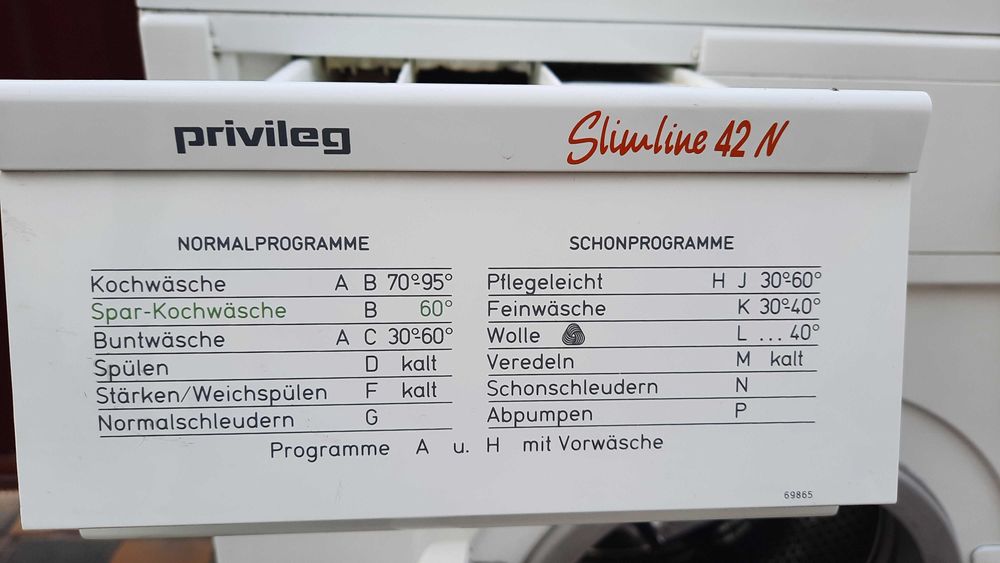 privileg Slimline 42 N
NORMALPROGRAMME
Kochwäsche A B 70°-95°
Spar-Kochwäsche B 60°
Buntwäsche A C 30°-60°
Spülen D kalt
Stärken/Weichspülen F kalt
Normalschleudern G
SCHONPROGRAMME
Pflegeleicht H J 30°-60°
Feinwäsche K 30°-40°
Wolle L ... 40°
Veredeln M kalt
Schonschleudern N
Abpumpen P
Programme A u. H mit Vorwäsche
69865